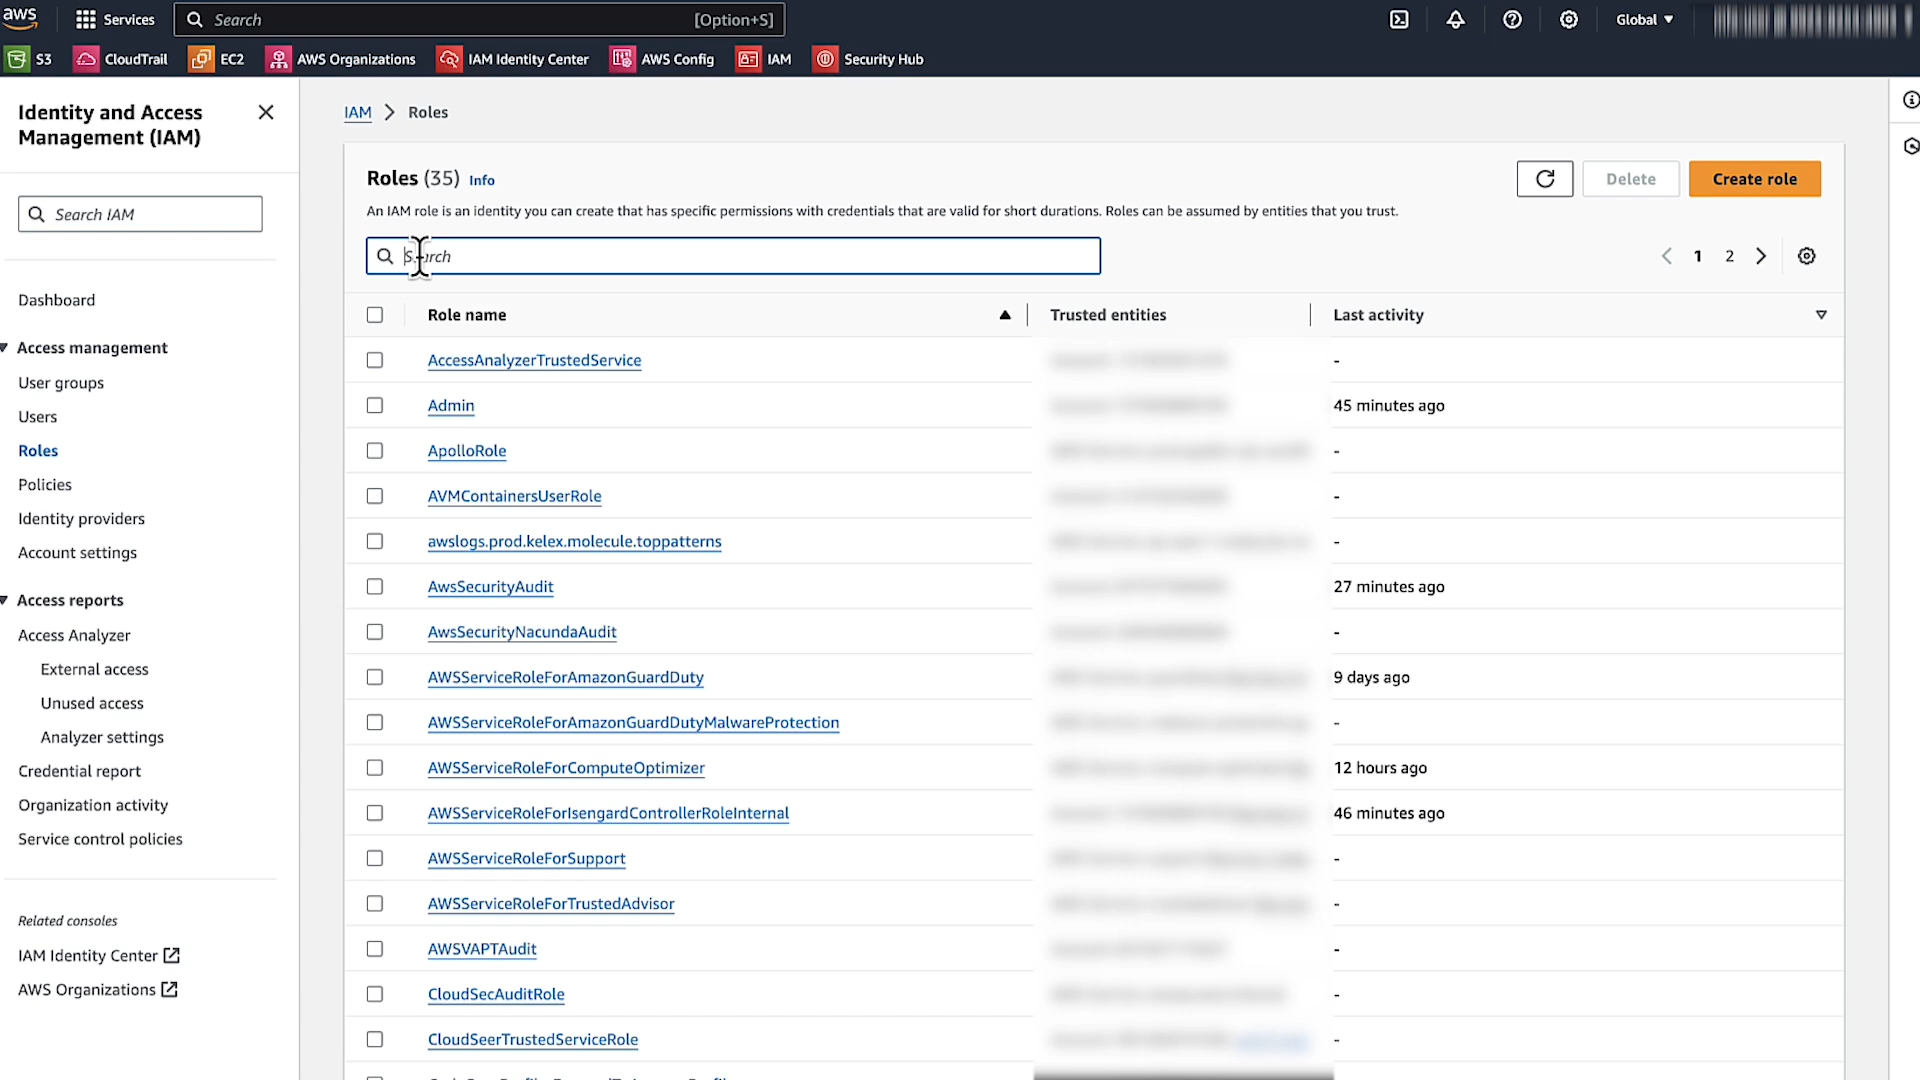 aws
Services
Search
[Option+S]
Global
S3
CloudTrail
EC2
AWS Organizations
IAM Identity Center
AWS Config
IAM
Security Hub
Identity and Access
Management (IAM)
Search IAM
Dashboard
Access management
User groups
Users
Roles
Policies
Identity providers
Account settings
Access reports
Access Analyzer
External access
Unused access
Analyzer settings
Credential report
Organization activity
Service control policies
Related consoles
IAM Identity Center
AWS Organizations
IAM > Roles
Roles (35) Info
Delete
Create role
An IAM role is an identity you can create that has specific permissions with credentials that are valid for short durations. Roles can be assumed by entities that you trust.
Search
1 2
Role name Trusted entities Last activity
AccessAnalyzerTrustedService -
Admin 45 minutes ago
ApolloRole -
AVMContainersUserRole -
awslogs.prod.kelex.molecule.toppatterns -
AwsSecurityAudit 27 minutes ago
AwsSecurityNacundaAudit -
AWSServiceRoleForAmazonGuardDuty 9 days ago
AWSServiceRoleForAmazonGuardDutyMalwareProtection -
AWSServiceRoleForComputeOptimizer 12 hours ago
AWSServiceRoleForIsengardControllerRoleInternal 46 minutes ago
AWSServiceRoleForSupport -
AWSServiceRoleForTrustedAdvisor -
AWSVAPTAudit -
CloudSecAuditRole -
CloudSeerTrustedServiceRole -